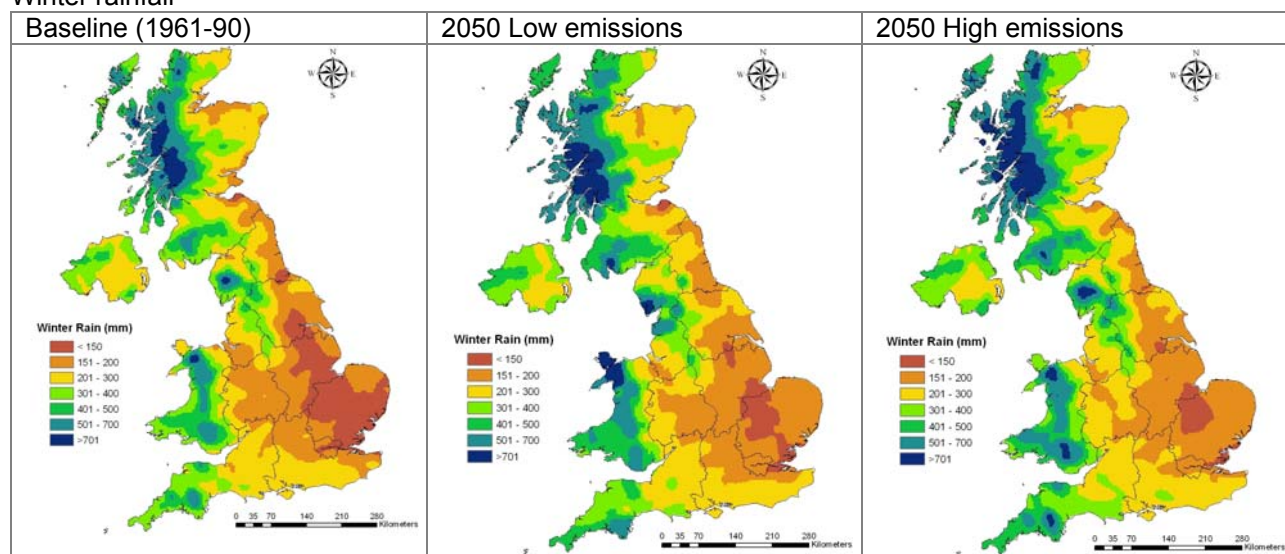 Winter rainfall
Baseline (1961-90)
2050 Low emissions
2050 High emissions
N
W E
S
Winter Rain (mm)
< 150
151 - 200
201 - 300
301 - 400
401 - 500
501 - 700
>701
0 35 70 140 210 280
Kilometers
N
W E
S
Winter Rain (mm)
< 150
151 - 200
201 - 300
301 - 400
401 - 500
501 - 700
>701
0 35 70 140 210 280
Kilometers
N
W E
S
Winter Rain (mm)
< 150
151 - 200
201 - 300
301 - 400
401 - 500
501 - 700
>701
0 35 70 140 210 280
Kilometers